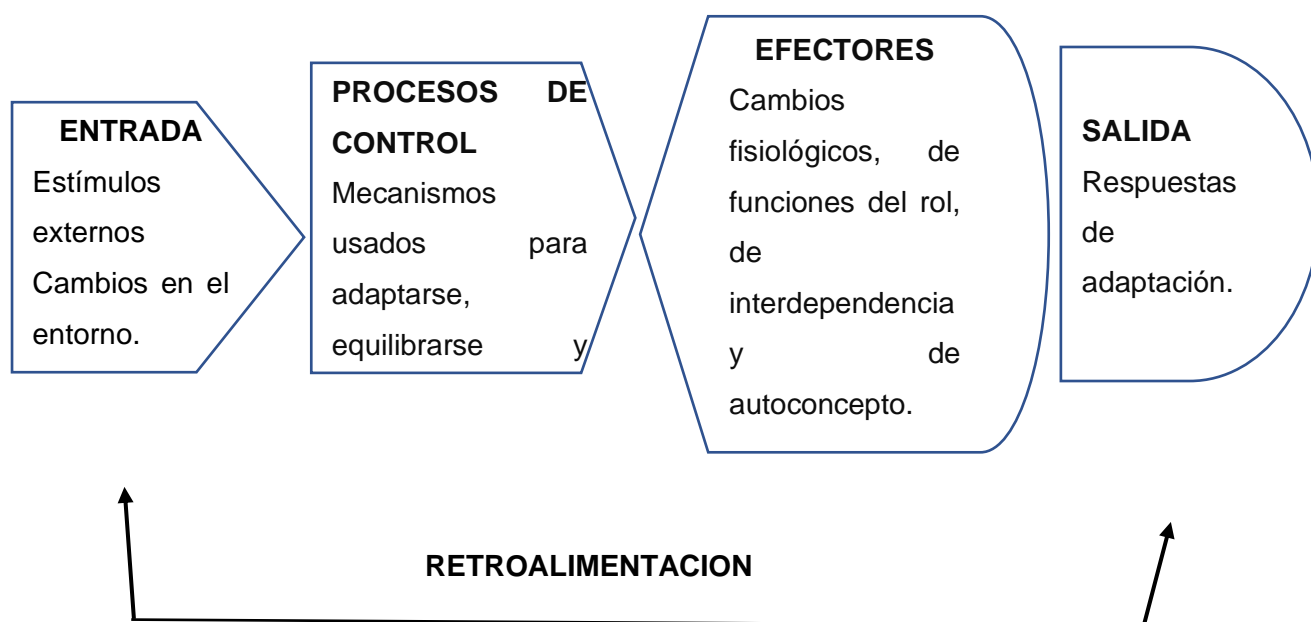 ENTRADA
Estímulos
externos
Cambios en el
entorno.
PROCESOS DE
CONTROL
Mecanismos
usados para
adaptarse,
equilibrarse y
EFECTORES
Cambios
fisiológicos, de
funciones del rol,
de
interdependencia
y de
autoconcepto.
SALIDA
Respuestas
de
adaptación.
RETROALIMENTACION